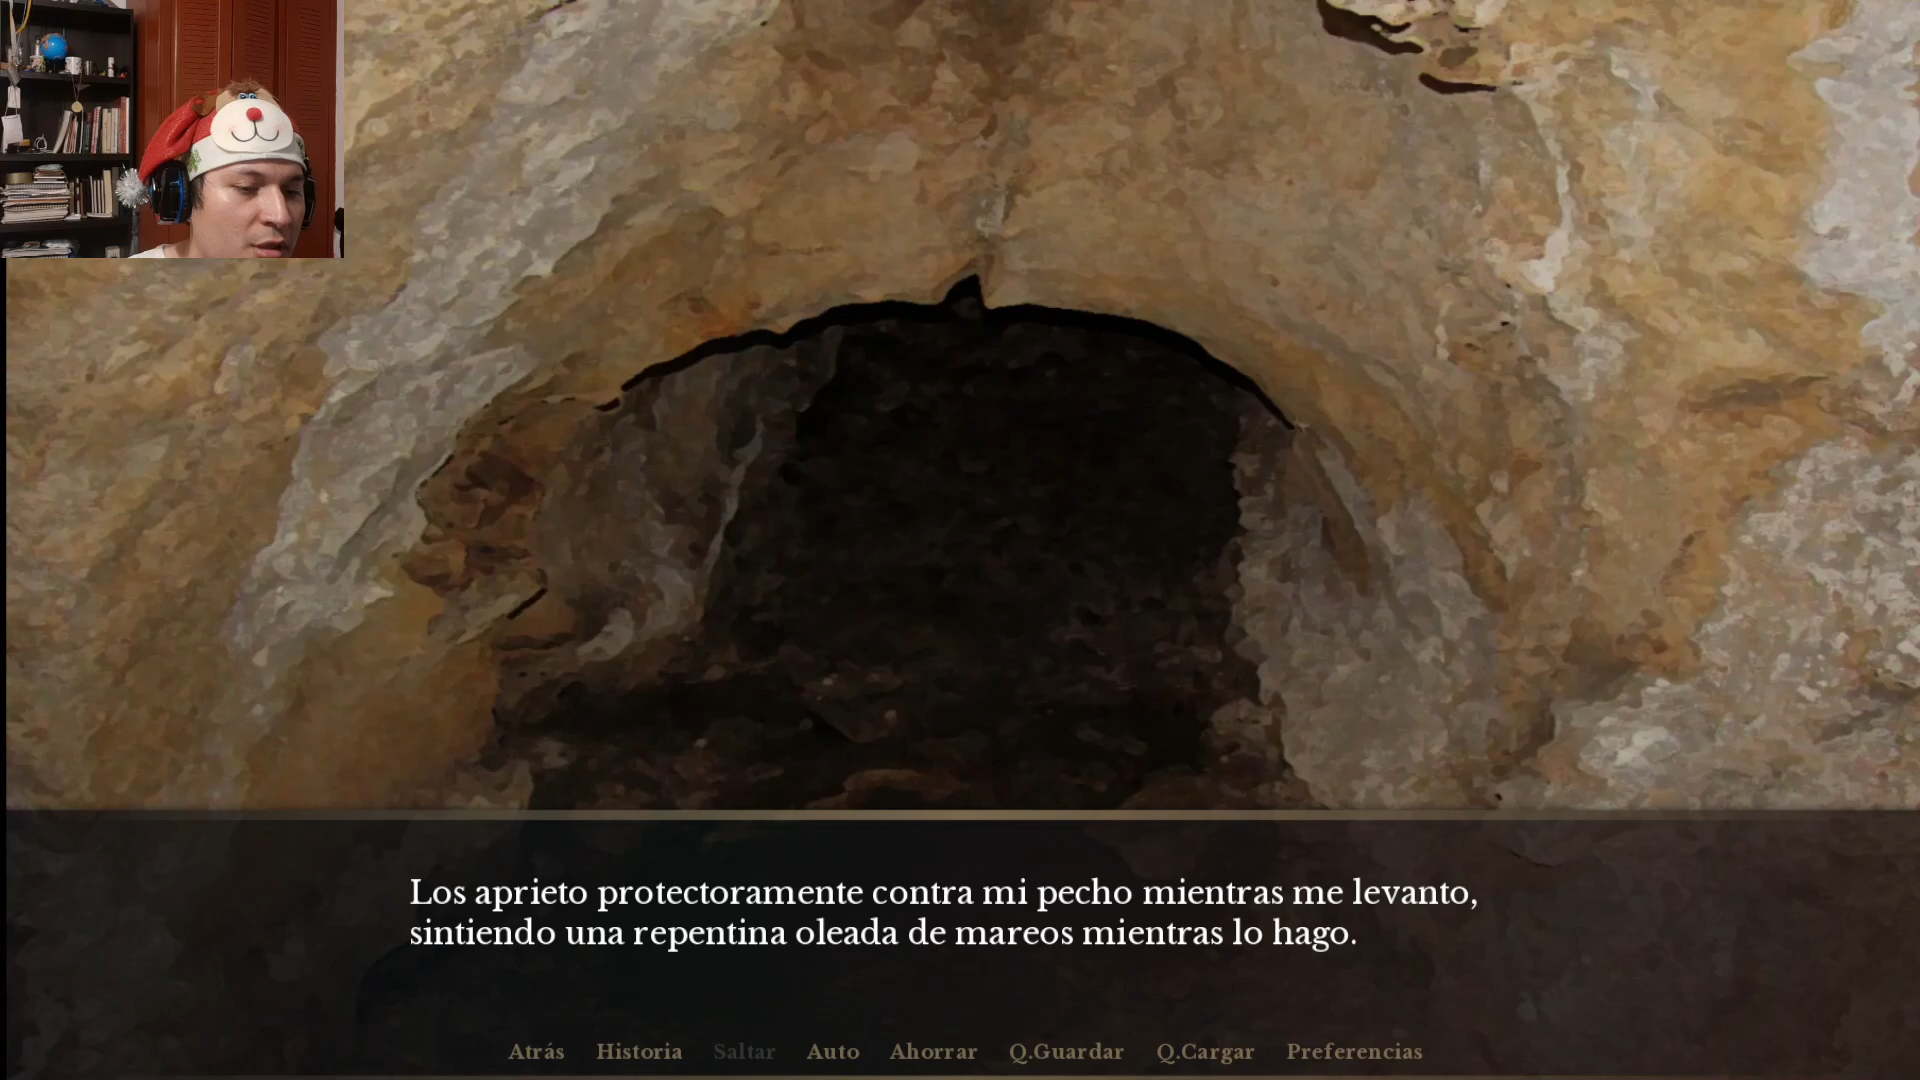 Los aprieto protectoramente contra mi pecho mientras me levanto,
sintiendo una repentina oleada de mareos mientras lo hago.
Atrás Historia Saltar Auto Ahorrar Q.Guardar Q.Cargar Preferencias